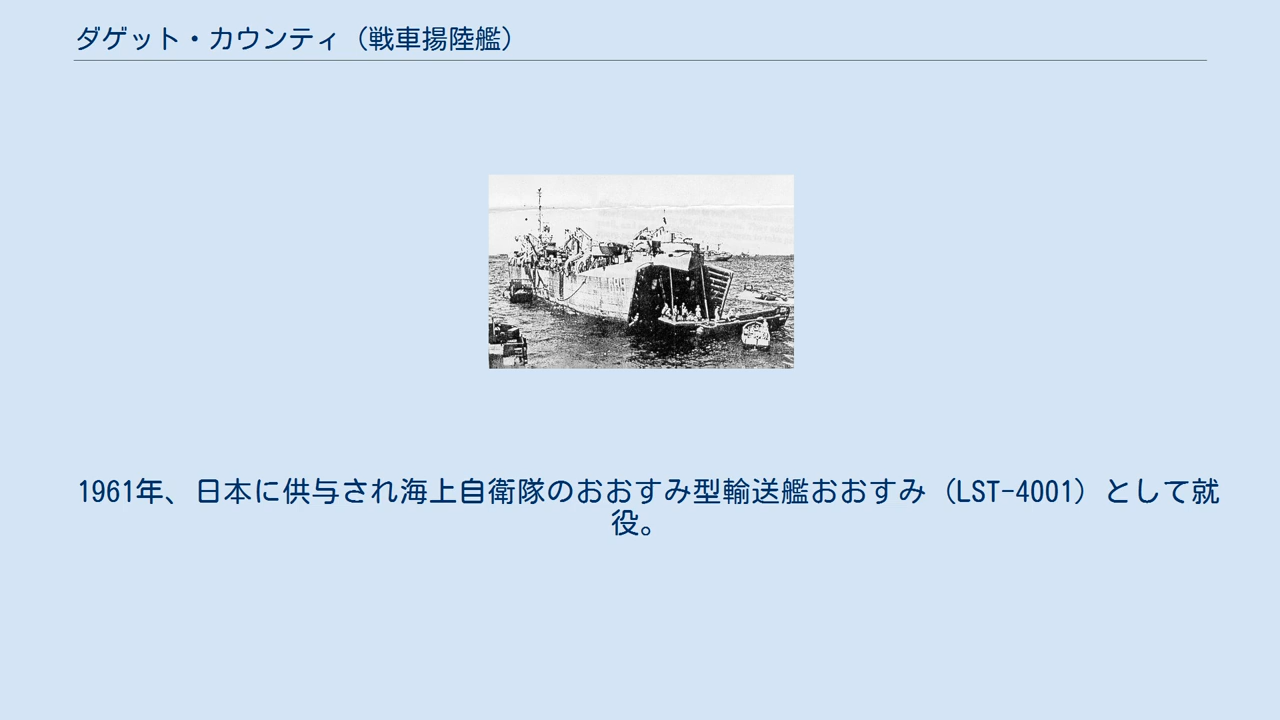 ダゲット・カウンティ（戦車揚陸艦）
1961年、日本に供与され海上自衛隊のおおすみ型輸送艦おおすみ（LST-4001）として就
役。